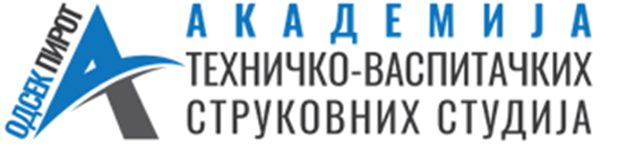 ОДСЕК ПИРОТ
АКАДЕМИЈА
ТЕХНИЧКО-ВАСПИТАЧКИХ
СТРУКОВНИХ СТУДИЈА